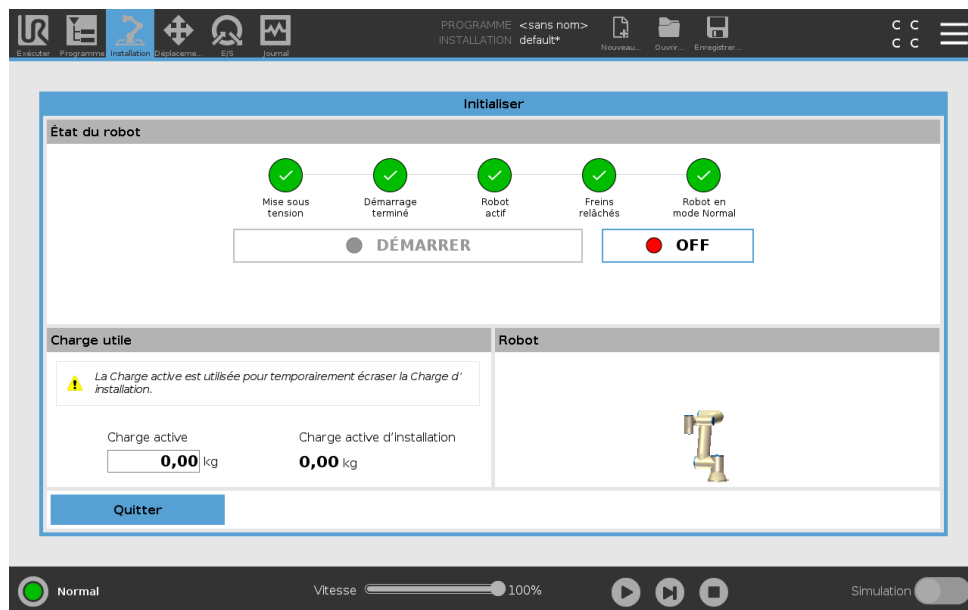 PROGRAMME <sans nom>
INSTALLATION default*
Exécuter Programme Installation Déplaceme... E/S Journal Nouveau... Ouvrir... Enregistrer...
C C
C C
Initialiser
État du robot
Mise sous tension
Démarrage terminé
Robot actif
Freins relâchés
Robot en mode Normal
DÉMARRER
OFF
Charge utile
Robot
La Charge active est utilisée pour temporairement écraser la Charge d'
installation.
Charge active
Charge active d'installation
0,00 kg
0,00 kg
Quitter
Normal
Vitesse
100%
Simulation